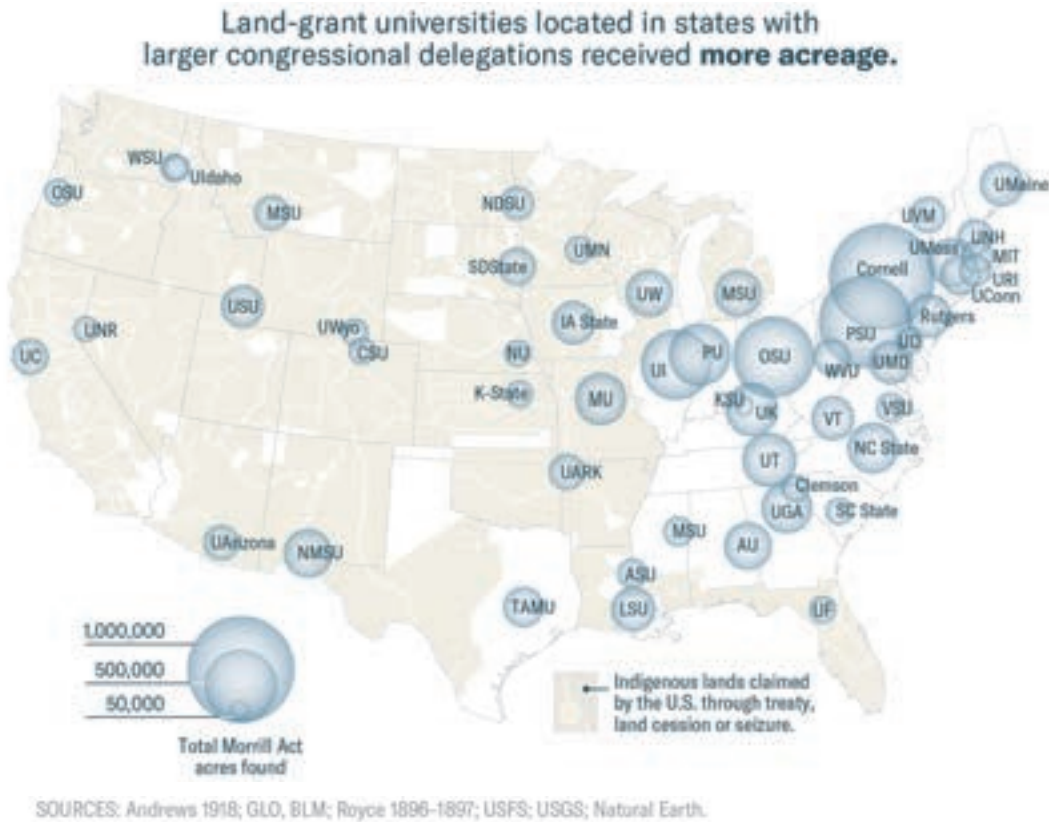 Land-grant universities located in states with
larger congressional delegations received more acreage.
WSU
UIdaho
OSU
MSU
NDSU
UMN
SDState
USU
UWyo
CSU
UNR
UC
IA State
NU
K-State
UW
MSU
UMaine
UVM
UNH
UMass
MIT
URI
UConn
Cornell
Rutgers
PSU
UD
UMD
WVU
OSU
PU
UI
MU
KSU
UK
VT
VSU
NC State
UT
Clemson
UGA
SC State
UARK
MSU
AU
UArizona
NMSU
ASU
TAMU
LSU
UF
1,000,000
500,000
50,000
Total Morrill Act
acres found
Indigenous lands claimed
by the U.S. through treaty,
land cession or seizure.
SOURCES: Andrews 1918; GLO, BLM; Royce 1896-1897; USFS; USGS; Natural Earth.